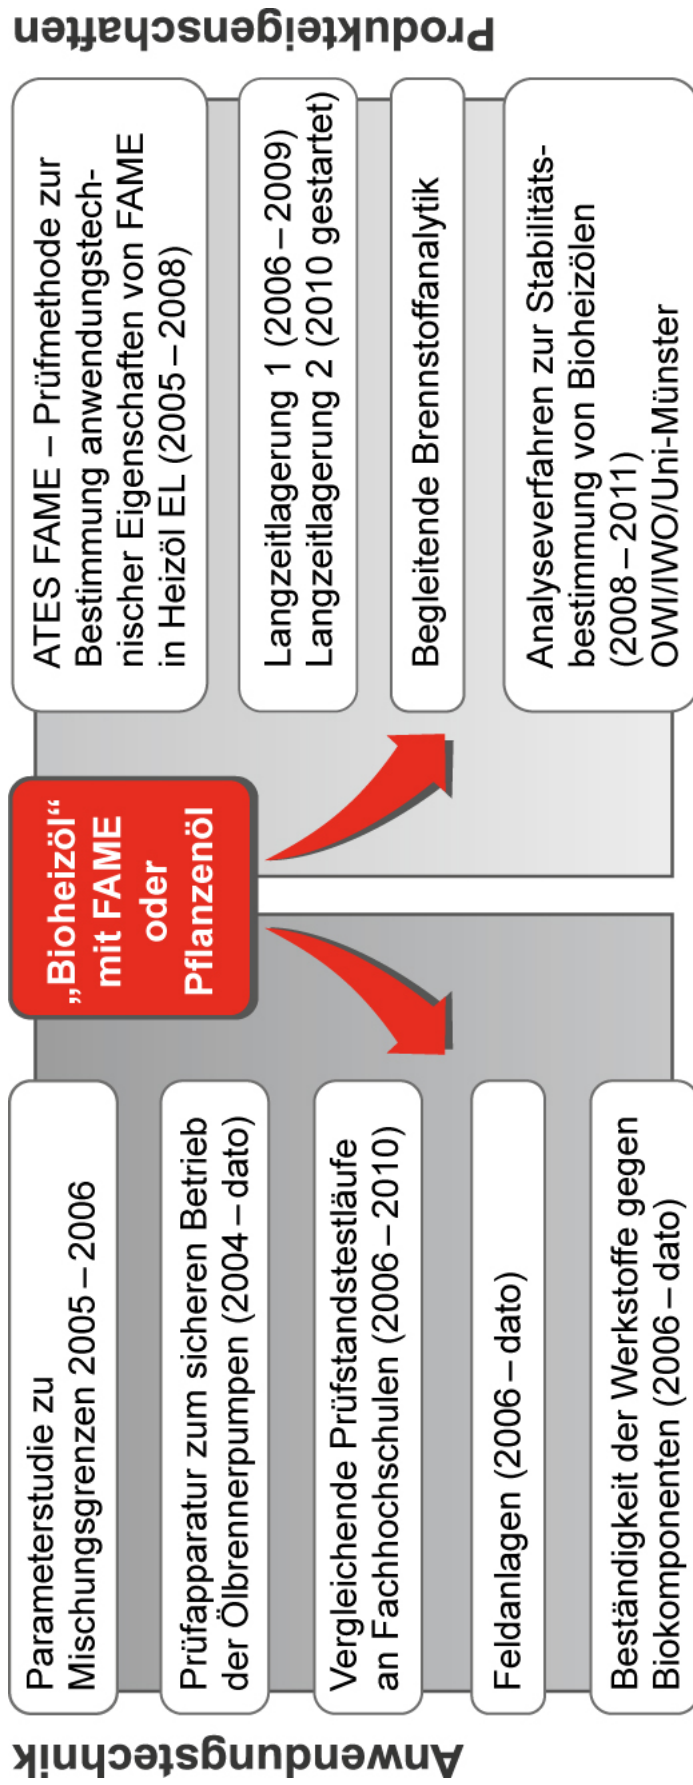 „Bioheizöl“
mit FAME
oder
Pflanzenöl
Anwendungstechnik
Parameterstudie zu
Mischungsgrenzen 2005 – 2006
Prüfapparatur zum sicheren Betrieb
der Ölbrennerpumpen (2004 – dato)
Vergleichende Prüfstandstestläufe
an Fachhochschulen (2006 – 2010)
Feldanlagen (2006 – dato)
Beständigkeit der Werkstoffe gegen
Biokomponenten (2006 – dato)
Produkteigenschaften
ATES FAME – Prüfmethode zur
Bestimmung anwendungstech-
nischer Eigenschaften von FAME
in Heizöl EL (2005 – 2008)
Langzeitlagerung 1 (2006 – 2009)
Langzeitlagerung 2 (2010 gestartet)
Begleitende Brennstoffanalytik
Analyseverfahren zur Stabilitäts-
bestimmung von Bioheizölen
(2008 – 2011)
OWI/IWO/Uni-Münster